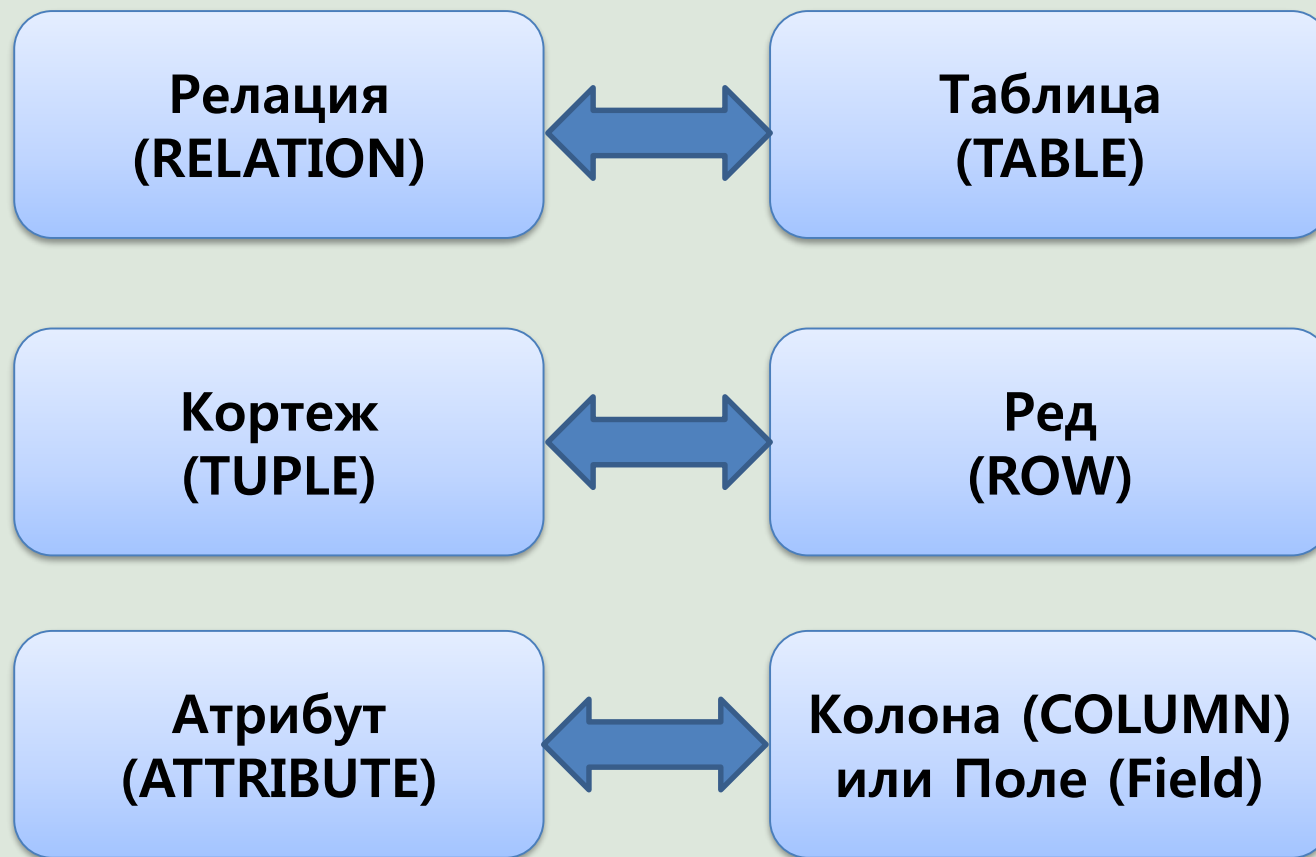 Релация
(RELATION)
Таблица
(TABLE)
Кортеж
(TUPLE)
Ред
(ROW)
Атрибут
(ATTRIBUTE)
Колона (COLUMN)
или Поле (Field)